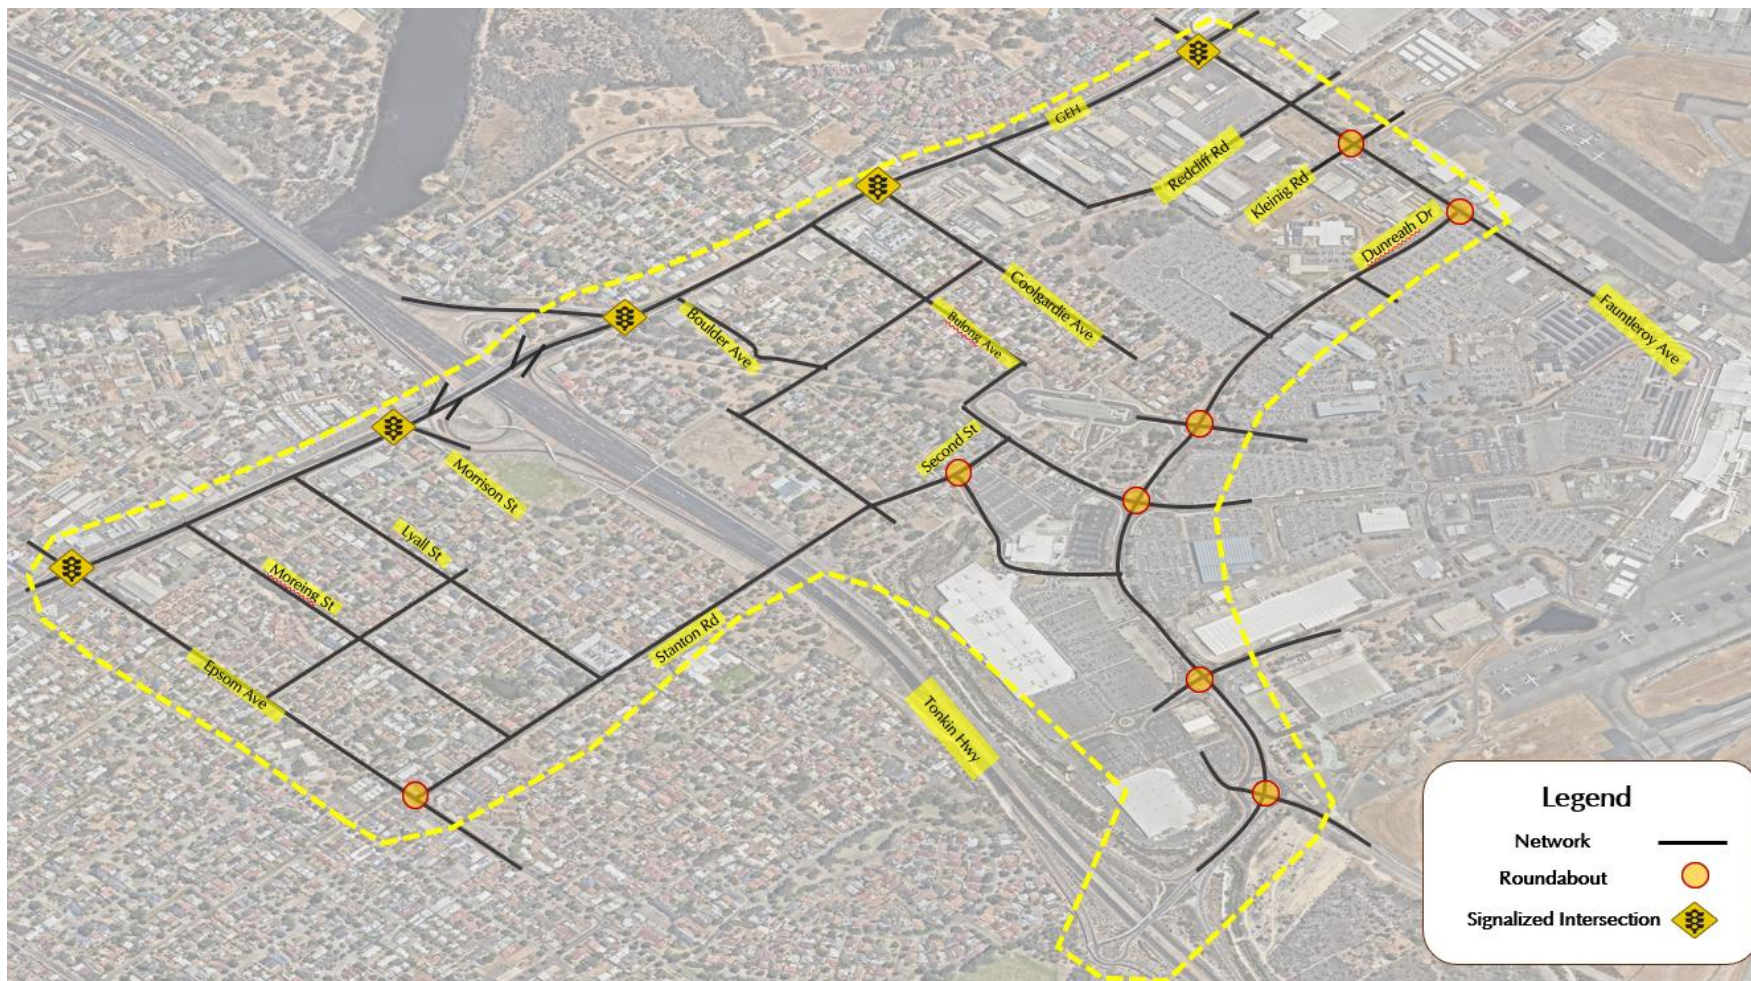 GEH
Redcliff Rd
Kleinig Rd
Dunreath Dr
Fauntleroy Ave
Coolgardie Ave
Bulong Ave
Boulder Ave
Second St
Morrison St
Lyall St
Moreing St
Stanton Rd
Epsom Ave
Tonkin Hwy
Legend
Network
Roundabout
Signalized Intersection